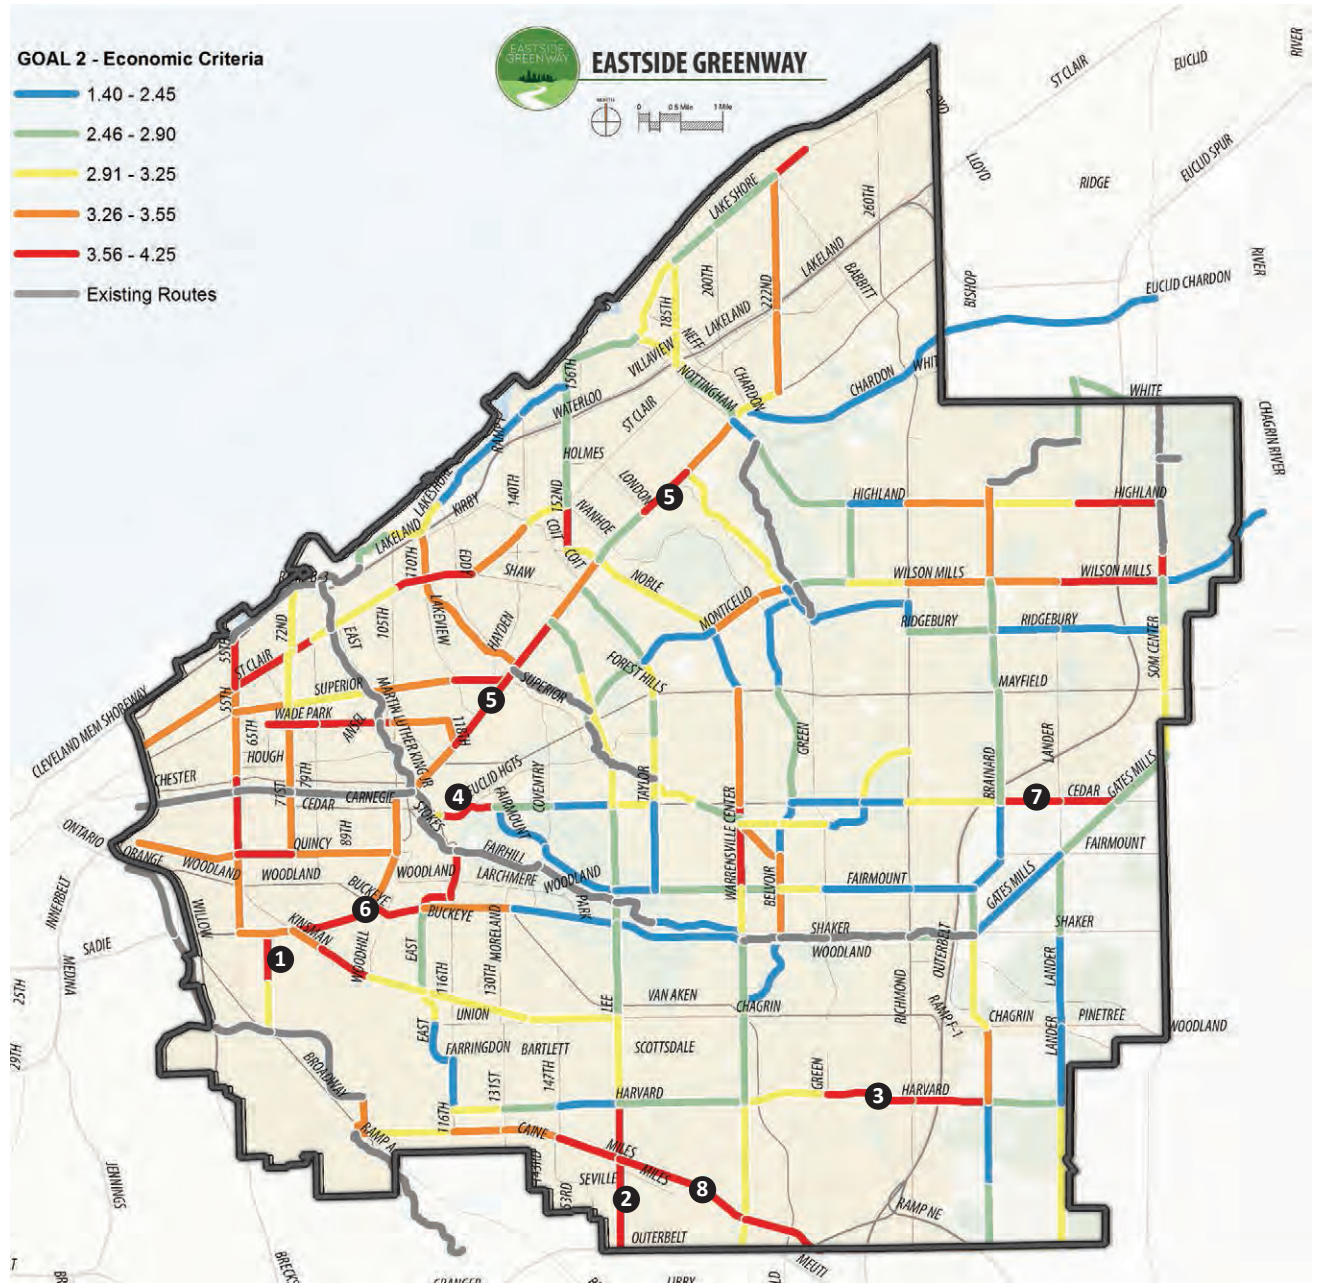 GOAL 2 - Economic Criteria
1.40 - 2.45
2.46 - 2.90
2.91 - 3.25
3.26 - 3.55
3.56 - 4.25
Existing Routes
EASTSIDE
GREENWAY
EASTSIDE GREENWAY
NORTH
0 0.5 Mile 1 Mile
ST CLAIR
EUCLID
RIVER
LLOYD
RIDGE
EUCLID SPUR
LAKE SHORE
260TH
LAKELAND
BABBITT
200TH
222ND
BISHOP
EUCLID CHARDON
RIVER
185TH
LAKELAND
NEFF
VILLAVIEW
NOTTINGHAM
CHARDON
CHARDON
WHIT
WHITE
156TH
WATERLOO
ST CLAIR
CHAGRIN RIVER
HOLMES
LAKESHORE
KIRBY
140TH
152ND
LONDON
5
IVANHOE
HIGHLAND
HIGHLAND
LAKELAND
COIT
COIT
110TH
EDDY
SHAW
NOBLE
WILSON MILLS
WILSON MILLS
72ND
EAST
105TH
LAKEVIEW
HAYDEN
MONTICELLO
RIDGEBURY
RIDGEBURY
SOM CENTER
55TH
ST CLAIR
SUPERIOR
SUPERIOR
FOREST HILLS
MAYFIELD
55TH
5
WADE PARK
ANSEL
MARTIN LUTHER KING JR
118TH
65TH
HOUGH
CLEVELAND MEM SHOREWAY
CHESTER
71ST
79TH
CEDAR
CARNEGIE
EUCLID HGTS
4
FAIRMOUNT
COVENTRY
TAYLOR
GREEN
BRAINARD
LANDER
7
CEDAR
GATES MILLS
STOKES
WARRENSVILLE CENTER
ONTARIO
ORANGE
QUINCY
89TH
FAIRHILL
LARCHMERE
WOODLAND
WOODLAND
WOODLAND
WOODLAND
BELVOIR
FAIRMOUNT
FAIRMOUNT
GATES MILLS
INNERBELT
WILLOW
BUCKEYE
6
BUCKEYE
PARK
SHAKER
SHAKER
WOODLAND
SADIE
KINSMAN
1
WOODHILL
EAST
MORELAND
OUTERBELT
LANDER
MEDINA
25TH
116TH
130TH
LEE
VAN AKEN
CHAGRIN
RICHMOND
RAMP F-1
CHAGRIN
PINETREE
WOODLAND
UNION
EAST
FARRINGDON
BARTLETT
SCOTTSDALE
LANDER
29TH
BROADWAY
131ST
147TH
HARVARD
GREEN
3
HARVARD
116TH
RAMP A
CAINE
MILES
MILES
SEVILLE
8
2
143RD
53RD
RAMP NE
OUTERBELT
JENNINGS
MEUTI
GRANGER